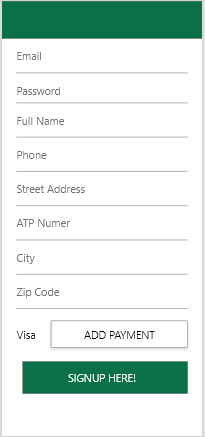 Email
Password
Full Name
Phone
Street Address
ATP Numer
City
Zip Code
Visa ADD PAYMENT
SIGNUP HERE!